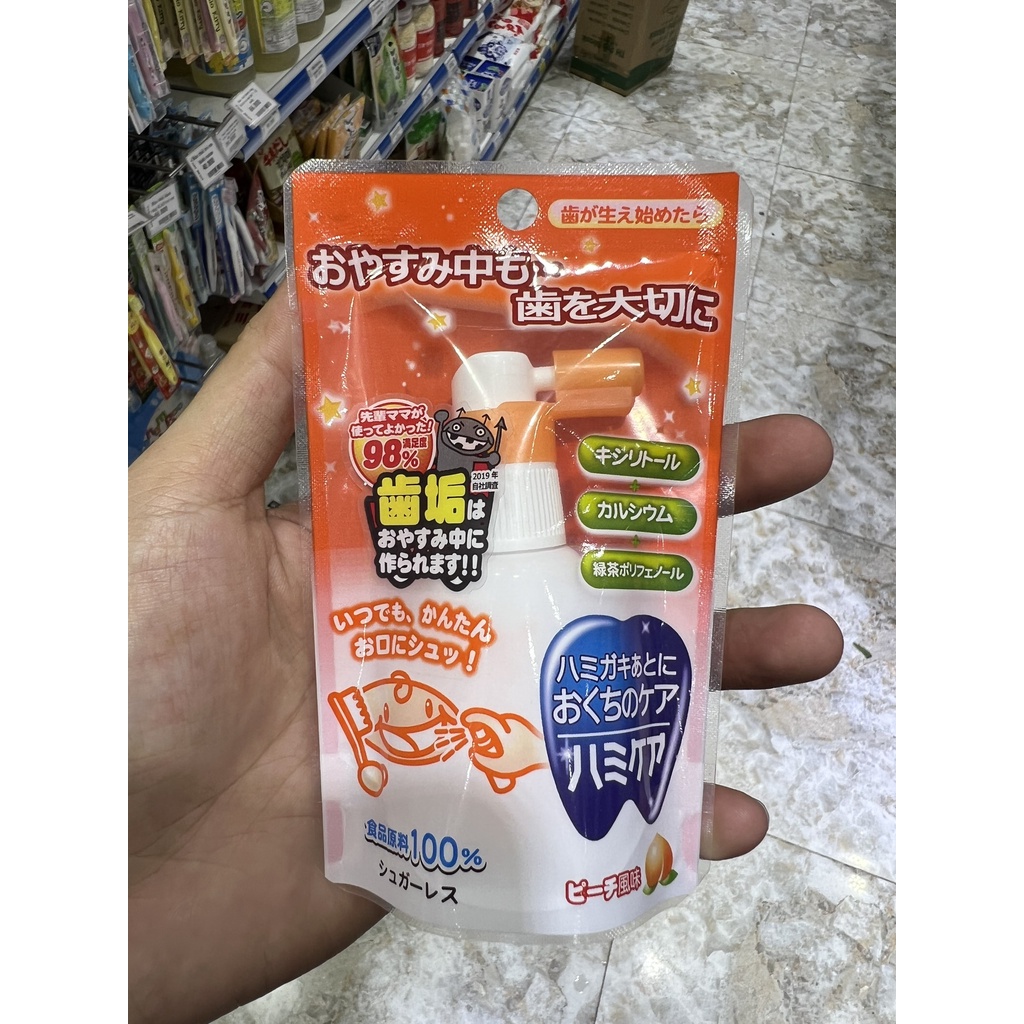 歯が生え始めたら
おやすみ中も
歯を大切に
先輩ママが
使ってよかった!
満足度
98%
2019年
自社調査
歯垢は
おやすみ中に
作られます!!
キシリトール
+
カルシウム
+
緑茶ポリフェノール
いつでも、かんたん
お口にシュッ!
ハミガキあとに
おくちのケア
ハミケア
食品原料100%
シュガーレス
ピーチ風味